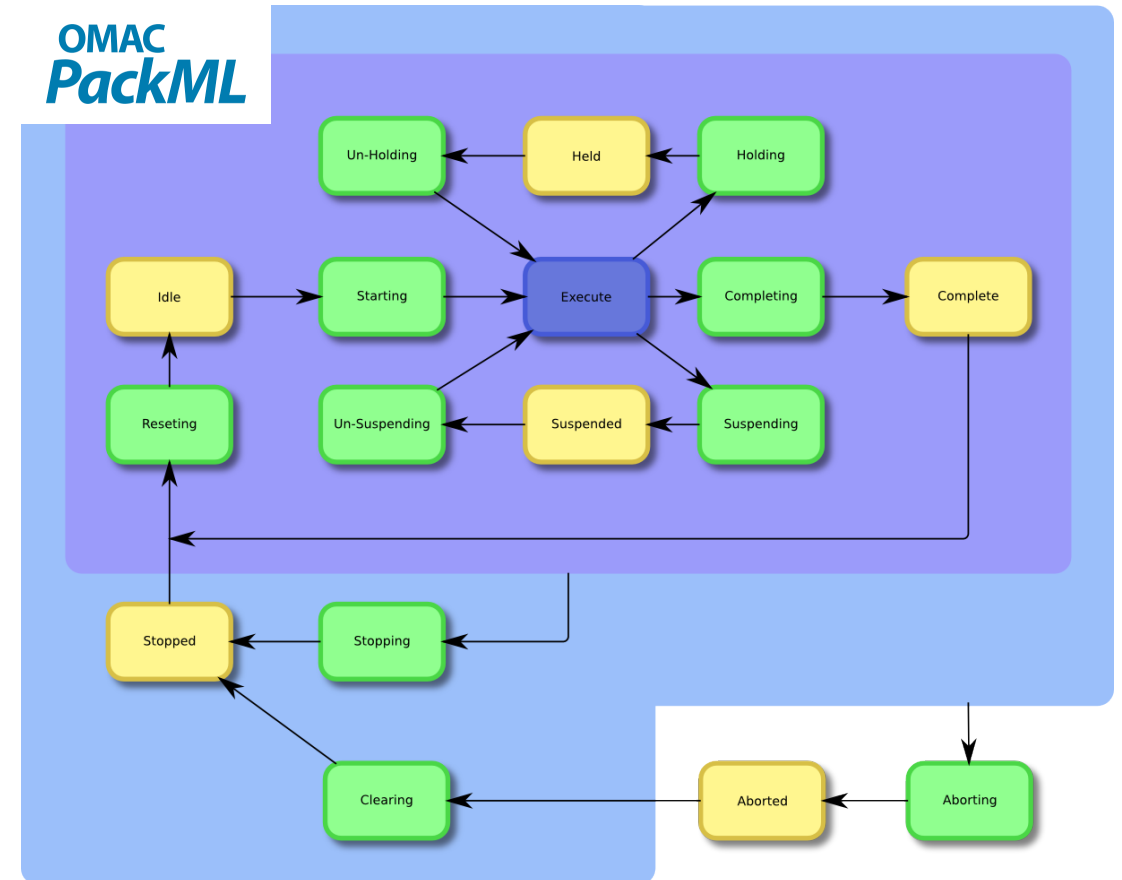 OMAC
PackML
Un-Holding
Held
Holding
Idle
Starting
Execute
Completing
Complete
Reseting
Un-Suspending
Suspended
Suspending
Stopped
Stopping
Clearing
Aborted
Aborting